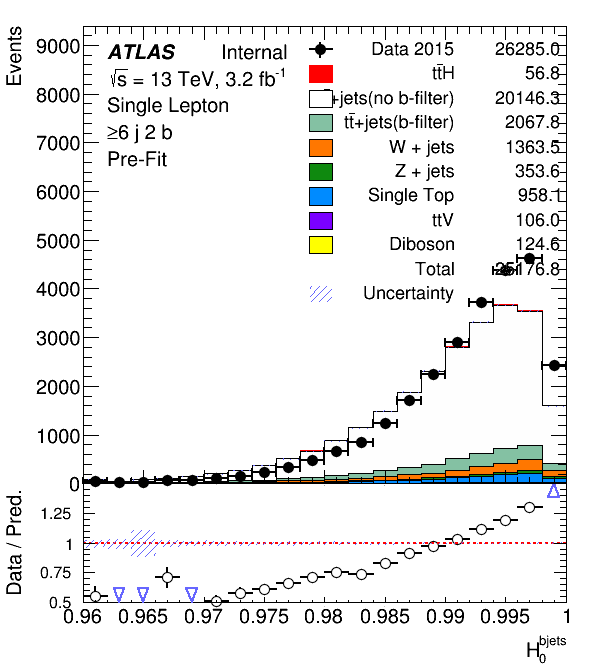 Events
9000
8000
7000
6000
5000
4000
3000
2000
1000
0
ATLAS Internal
√s = 13 TeV, 3.2 fb⁻¹
Single Lepton
≥6 j 2 b
Pre-Fit
Data 2015 26285.0
tt̄H 56.8
+jets(no b-filter) 20146.3
tt̄+jets(b-filter) 2067.8
W + jets 1363.5
Z + jets 353.6
Single Top 958.1
ttV 106.0
Diboson 124.6
Total 25176.8
Uncertainty
Data / Pred.
1.25
1
0.75
0.5
0.96 0.965 0.97 0.975 0.98 0.985 0.99 0.995 1
H₀ᵇʲᵉᵗˢ